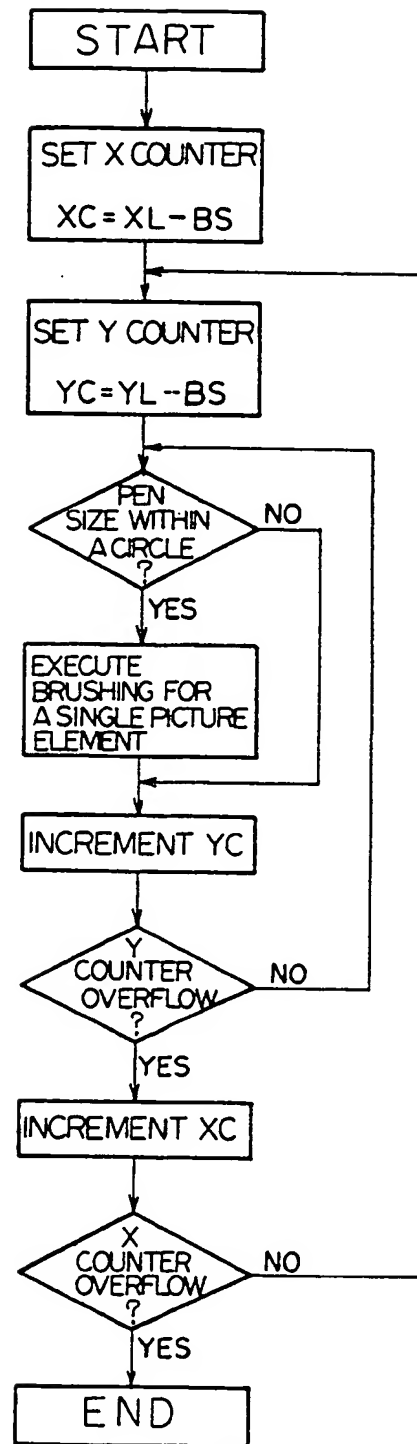 START
SET X COUNTER
XC=XL-BS
SET Y COUNTER
YC=YL-BS
PEN
SIZE WITHIN
A CIRCLE
?
NO
YES
EXECUTE
BRUSHING FOR
A SINGLE PICTURE
ELEMENT
INCREMENT YC
Y
COUNTER
OVERFLOW
?
NO
YES
INCREMENT XC
X
COUNTER
OVERFLOW
?
NO
YES
END